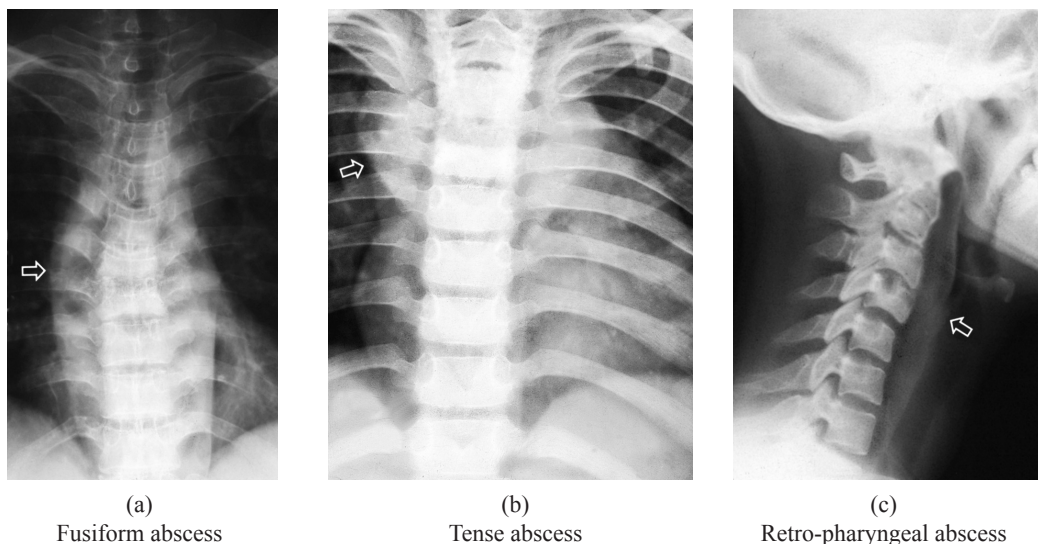 (a)
Fusiform abscess
(b)
Tense abscess
(c)
Retro-pharyngeal abscess